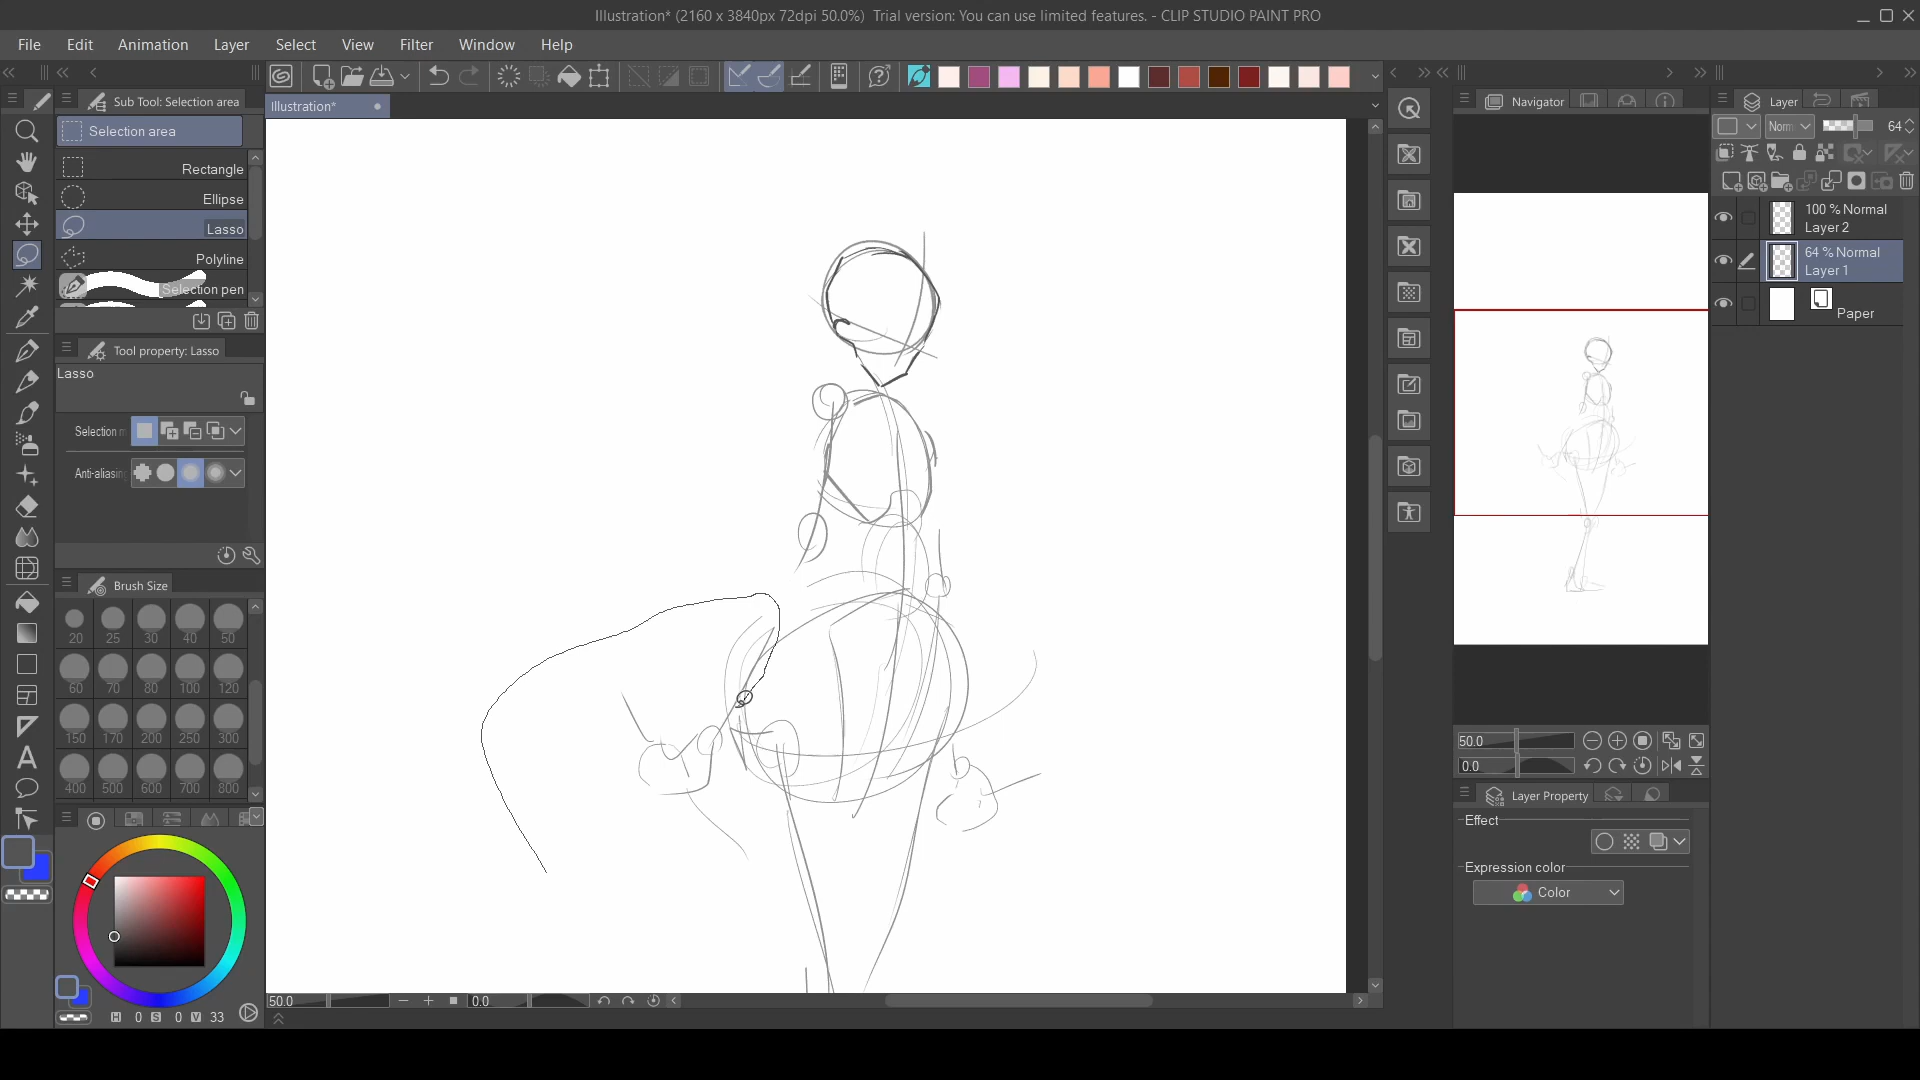 Illustration* (2160 x 3840px 72dpi 50.0%) Trial version: You can use limited features. - CLIP STUDIO PAINT PRO
File Edit Animation Layer Select View Filter Window Help
Sub Tool: Selection area
Selection area
Rectangle
Ellipse
Lasso
Polyline
Selection pen
Tool property: Lasso
Lasso
Selection m
Anti-aliasing
Brush Size
20 25 30 40 50
60 70 80 100 120
150 170 200 250 300
400 500 600 700 800
H 0 S 0 V 33
Illustration*
50.0 0.0
Navigator
50.0
0.0
Layer Property
Effect
Expression color
Color
Layer
Norm 64
100 % Normal
Layer 2
64 % Normal
Layer 1
Paper